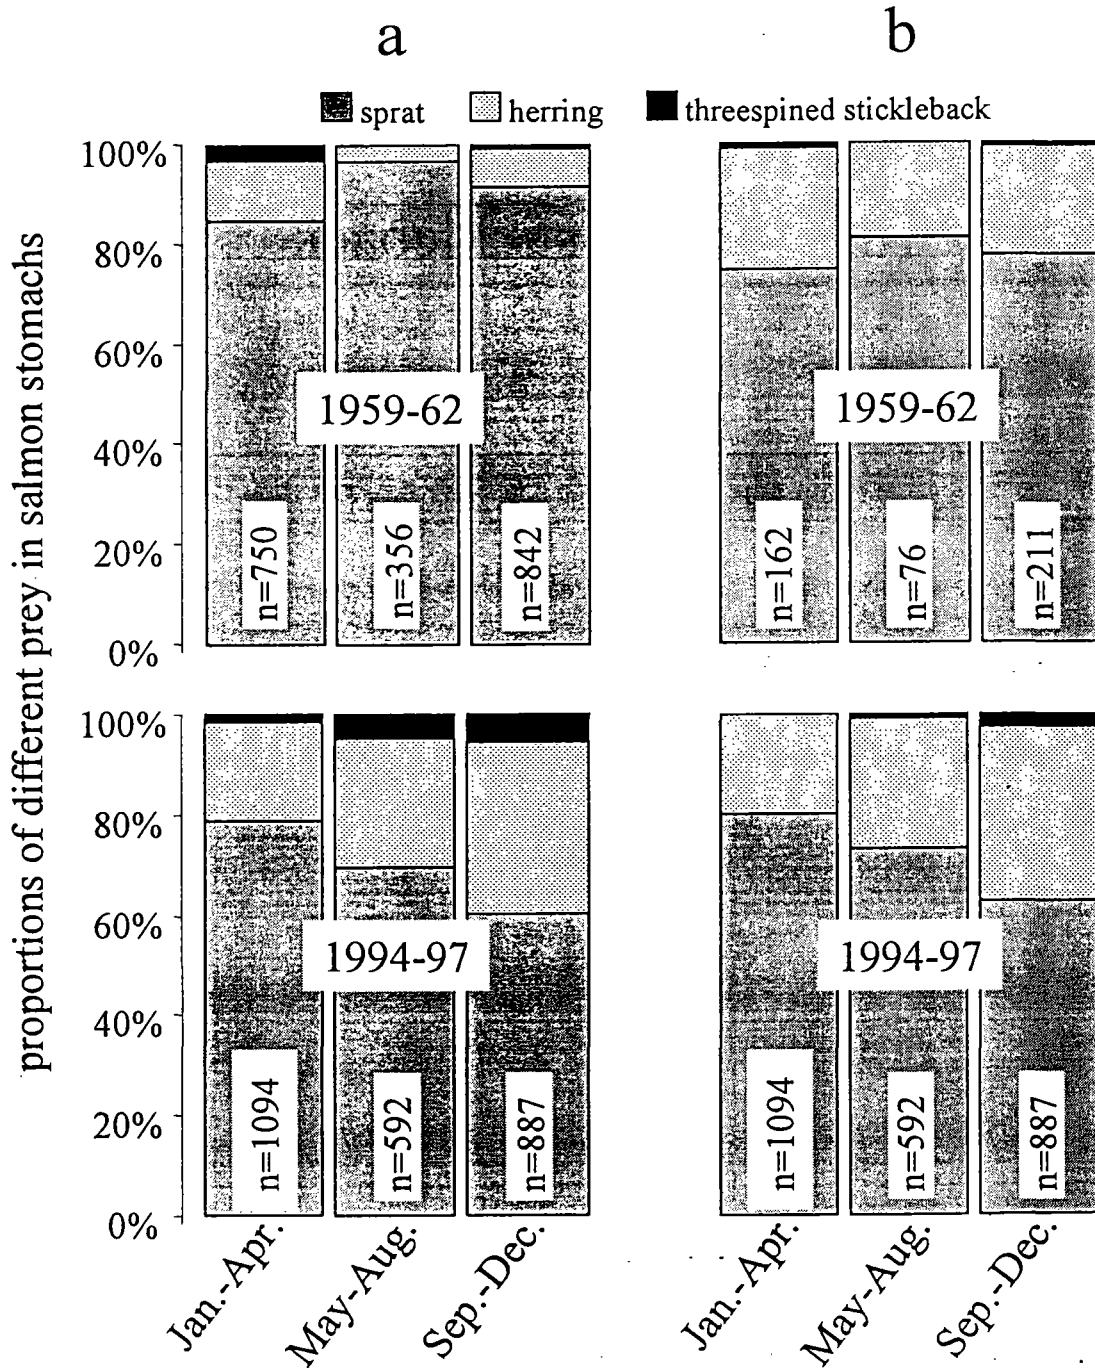 a
b
sprat herring threespined stickleback
proportions of different prey in salmon stomachs
100%
80%
60%
40%
20%
0%
1959-62
n=750
n=356
n=842
1959-62
n=162
n=76
n=211
100%
80%
60%
40%
20%
0%
1994-97
n=1094
n=592
n=887
1994-97
n=1094
n=592
n=887
Jan.-Apr.
May-Aug.
Sep.-Dec.
Jan.-Apr.
May-Aug.
Sep.-Dec.